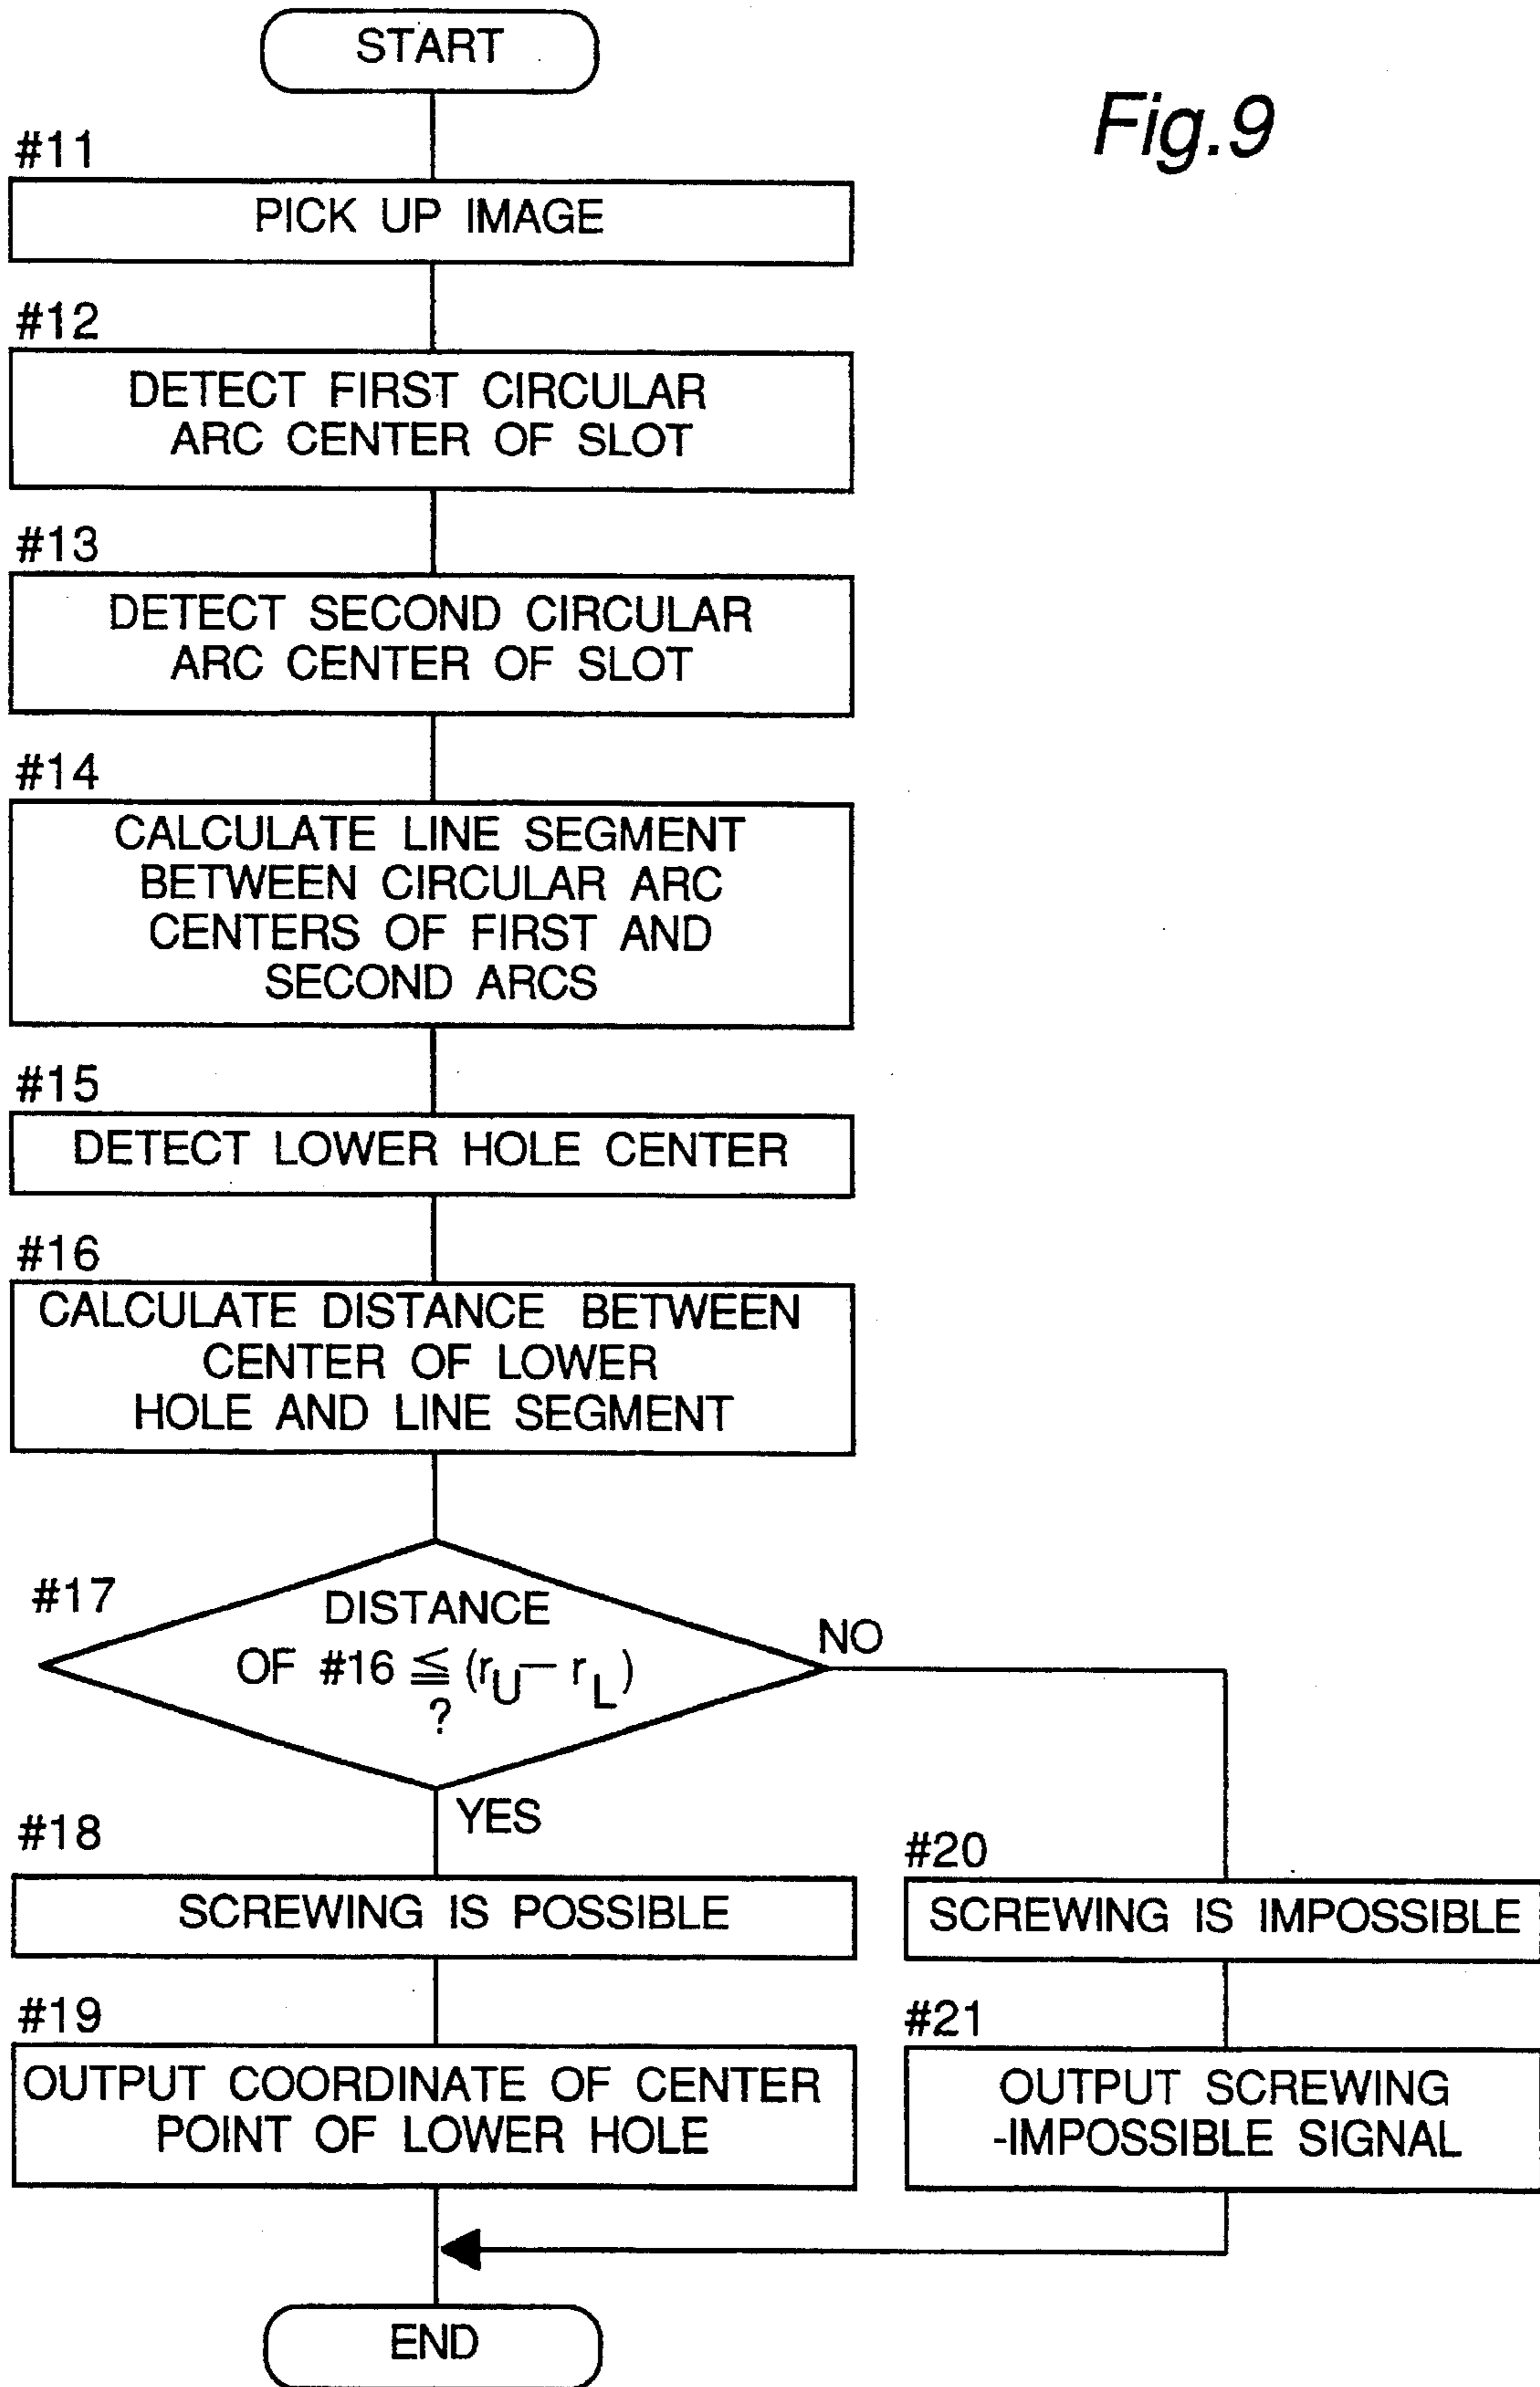 START
Fig.9
#11
PICK UP IMAGE
#12
DETECT FIRST CIRCULAR
ARC CENTER OF SLOT
#13
DETECT SECOND CIRCULAR
ARC CENTER OF SLOT
#14
CALCULATE LINE SEGMENT
BETWEEN CIRCULAR ARC
CENTERS OF FIRST AND
SECOND ARCS
#15
DETECT LOWER HOLE CENTER
#16
CALCULATE DISTANCE BETWEEN
CENTER OF LOWER
HOLE AND LINE SEGMENT
#17
DISTANCE
OF #16 ≦ (rU− rL)
?
NO
YES
#18
SCREWING IS POSSIBLE
#20
SCREWING IS IMPOSSIBLE
#19
OUTPUT COORDINATE OF CENTER
POINT OF LOWER HOLE
#21
OUTPUT SCREWING
-IMPOSSIBLE SIGNAL
END